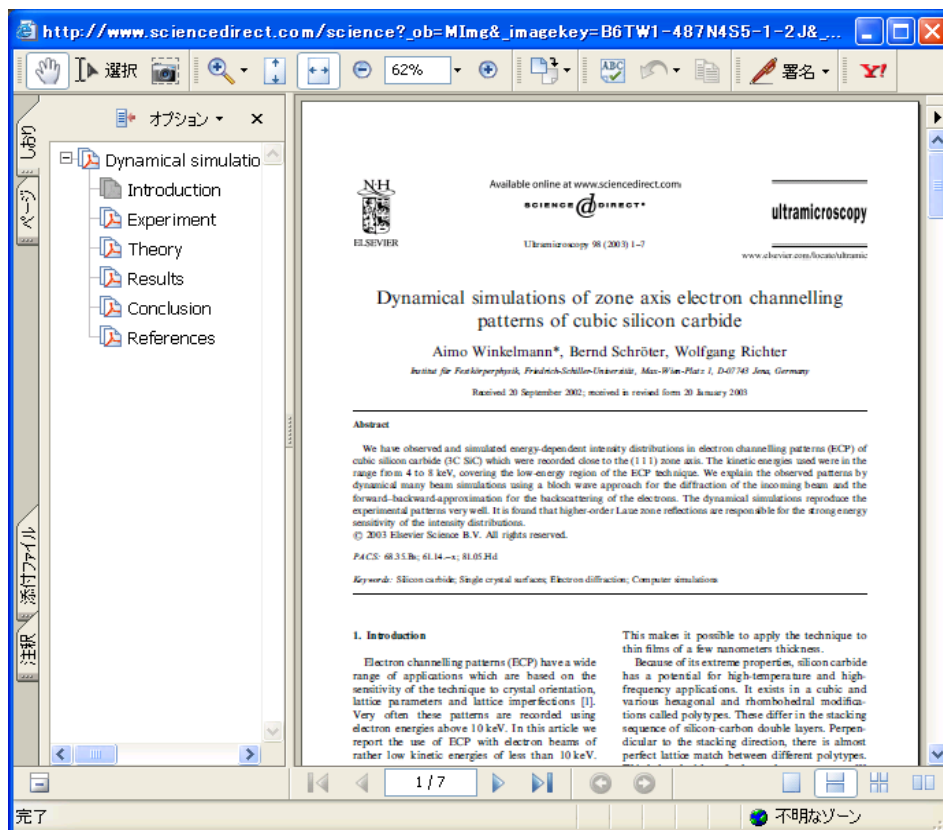 http://www.sciencedirect.com/science?_ob=MImg&_imagekey=B6TW1-487N4S5-1-2J&_...
選択
62%
ABC
署名
Y!
しおり
ページ
添付ファイル
注釈
オプション
Dynamical simulatio
Introduction
Experiment
Theory
Results
Conclusion
References
N·H
ELSEVIER
Available online at www.sciencedirect.com
SCIENCE @ DIRECT•
Ultramicroscopy 98 (2003) 1–7
ultramicroscopy
www.elsevier.com/locate/ultramic
Dynamical simulations of zone axis electron channelling
patterns of cubic silicon carbide
Aimo Winkelmann*, Bernd Schröter, Wolfgang Richter
Institut für Festkörperphysik, Friedrich-Schiller-Universität, Max-Wien-Platz 1, D-07743 Jena, Germany
Received 20 September 2002; received in revised form 20 January 2003
Abstract
We have observed and simulated energy-dependent intensity distributions in electron channelling patterns (ECP) of
cubic silicon carbide (3C SiC) which were recorded close to the (1 1 1) zone axis. The kinetic energies used were in the
range from 4 to 8 keV, covering the low-energy region of the ECP technique. We explain the observed patterns by
dynamical many beam simulations using a bloch wave approach for the diffraction of the incoming beam and the
forward–backward-approximation for the backscattering of the electrons. The dynamical simulations reproduce the
experimental patterns very well. It is found that higher-order Laue zone reflections are responsible for the strong energy
sensitivity of the intensity distributions.
© 2003 Elsevier Science B.V. All rights reserved.
PACS: 68.35.Bs; 61.14.–x; 81.05.Hd
Keywords: Silicon carbide; Single crystal surfaces; Electron diffraction; Computer simulations
1. Introduction
Electron channelling patterns (ECP) have a wide
range of applications which are based on the
sensitivity of the technique to crystal orientation,
lattice parameters and lattice imperfections [1].
Very often these patterns are recorded using
electron energies above 10 keV. In this article we
report the use of ECP with electron beams of
rather low kinetic energies of less than 10 keV.
This makes it possible to apply the technique to
thin films of a few nanometers thickness.
Because of its extreme properties, silicon carbide
has a potential for high-temperature and high-
frequency applications. It exists in a cubic and
various hexagonal and rhombohedral modifica-
tions called polytypes. These differ in the stacking
sequence of silicon–carbon double layers. Perpen-
dicular to the stacking direction, there is almost
perfect lattice match between different polytypes.
1 / 7
完了
不明なゾーン